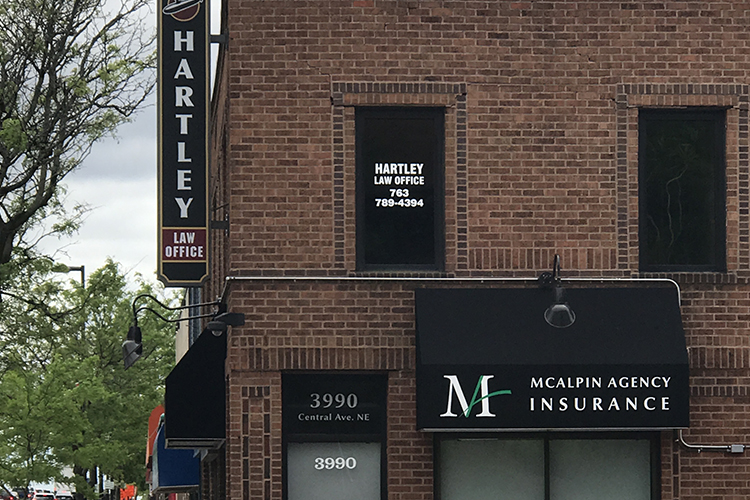 HARTLEY
LAW
OFFICE
HARTLEY
LAW OFFICE
763
789-4394
M
MCALPIN AGENCY
INSURANCE
3990
Central Ave. NE
3990